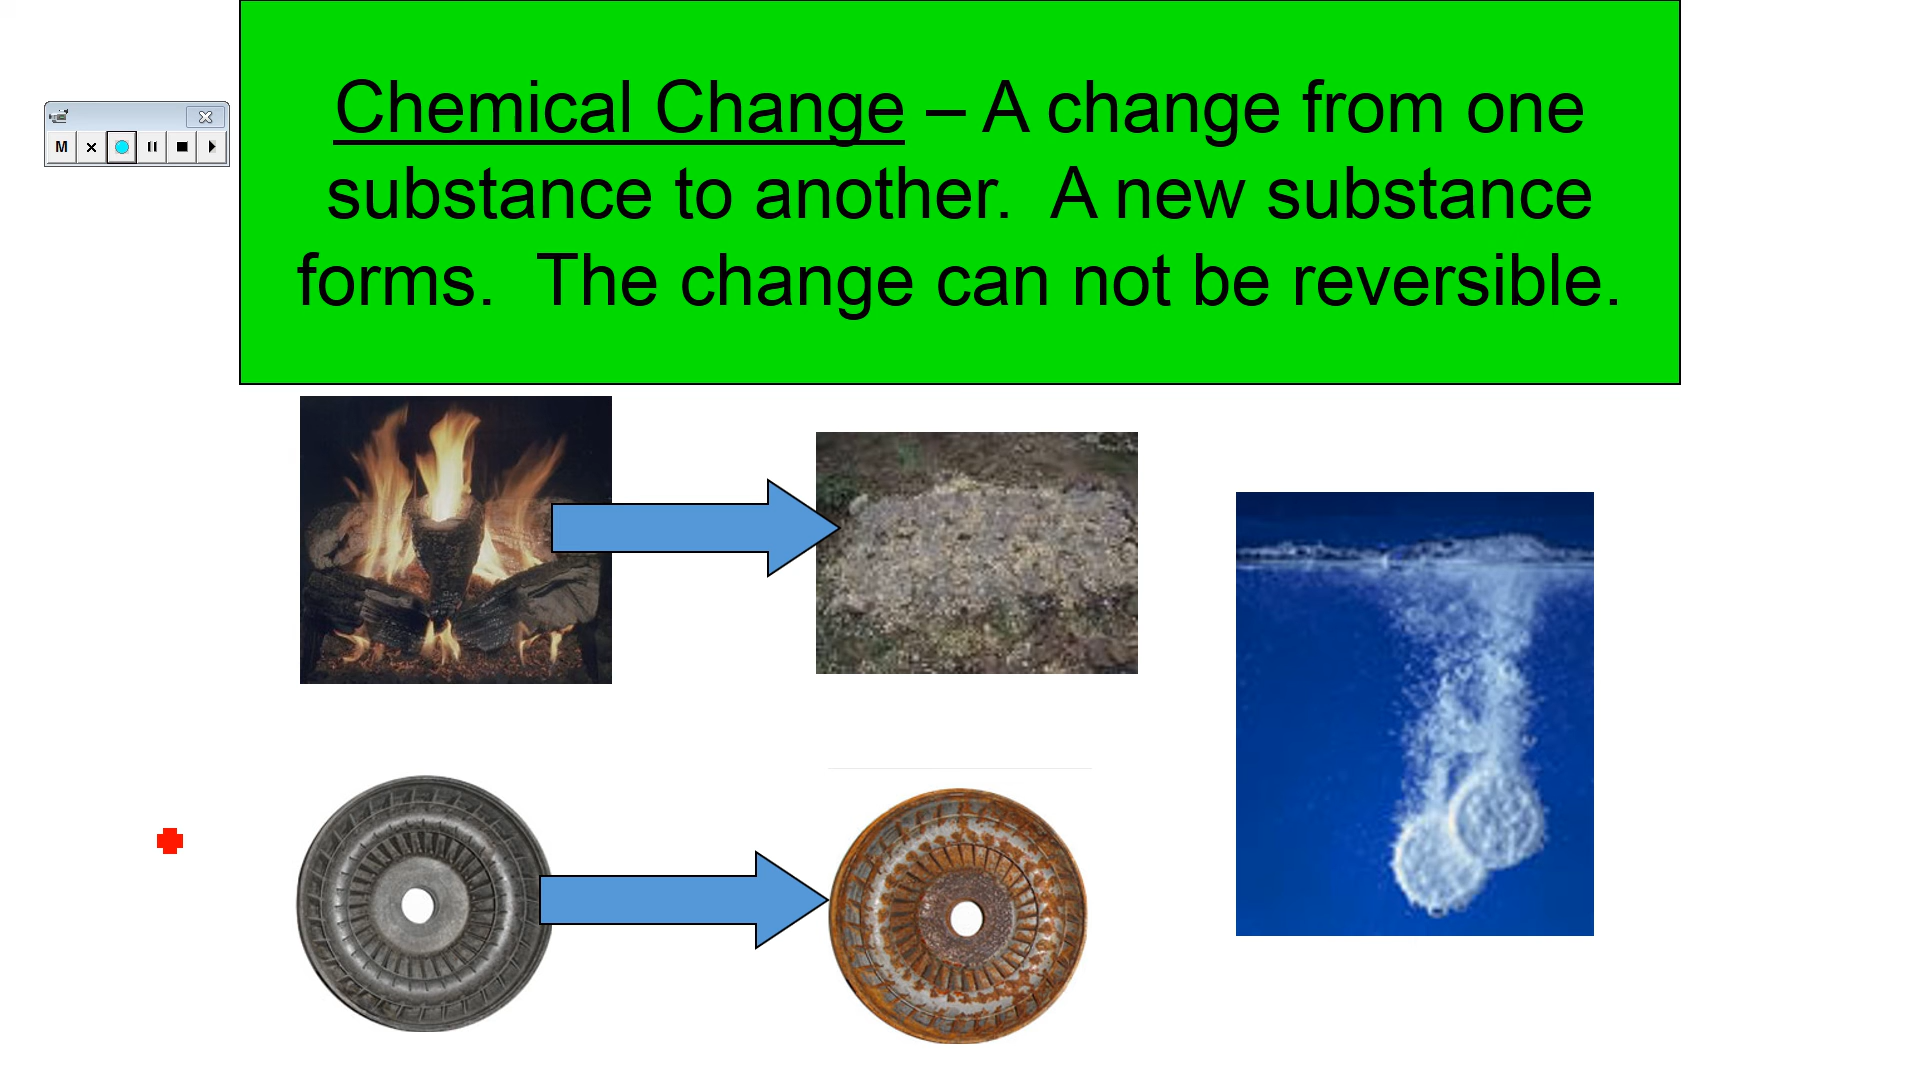 Chemical Change – A change from one
substance to another.  A new substance
forms.  The change can not be reversible.
M